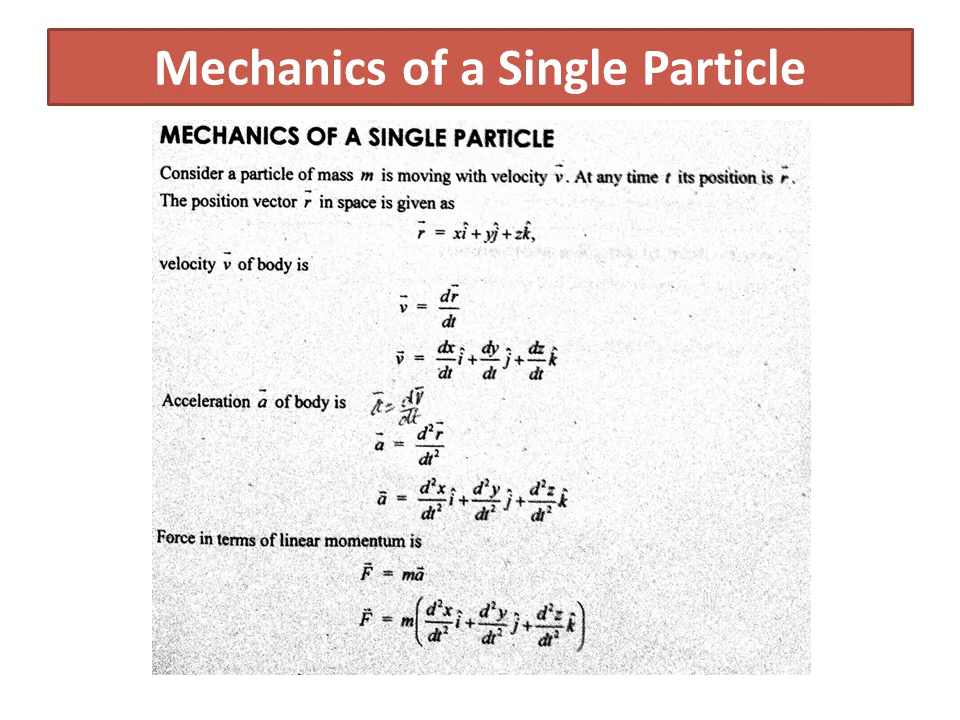 Mechanics of a Single Particle
MECHANICS OF A SINGLE PARTICLE
Consider a particle of mass m is moving with velocity v⃗. At any time t its position is r⃗.
The position vector r⃗ in space is given as
r⃗ = xî + yĵ + zk̂,
velocity v⃗ of body is
v⃗ = dr⃗/dt
v⃗ = dx/dt î + dy/dt ĵ + dz/dt k̂
Acceleration a⃗ of body is a⃗ = dv⃗/dt
a⃗ = d²r⃗/dt²
a⃗ = d²x/dt² î + d²y/dt² ĵ + d²z/dt² k̂
Force in terms of linear momentum is
F⃗ = ma⃗
F⃗ = m(d²x/dt² î + d²y/dt² ĵ + d²z/dt² k̂)